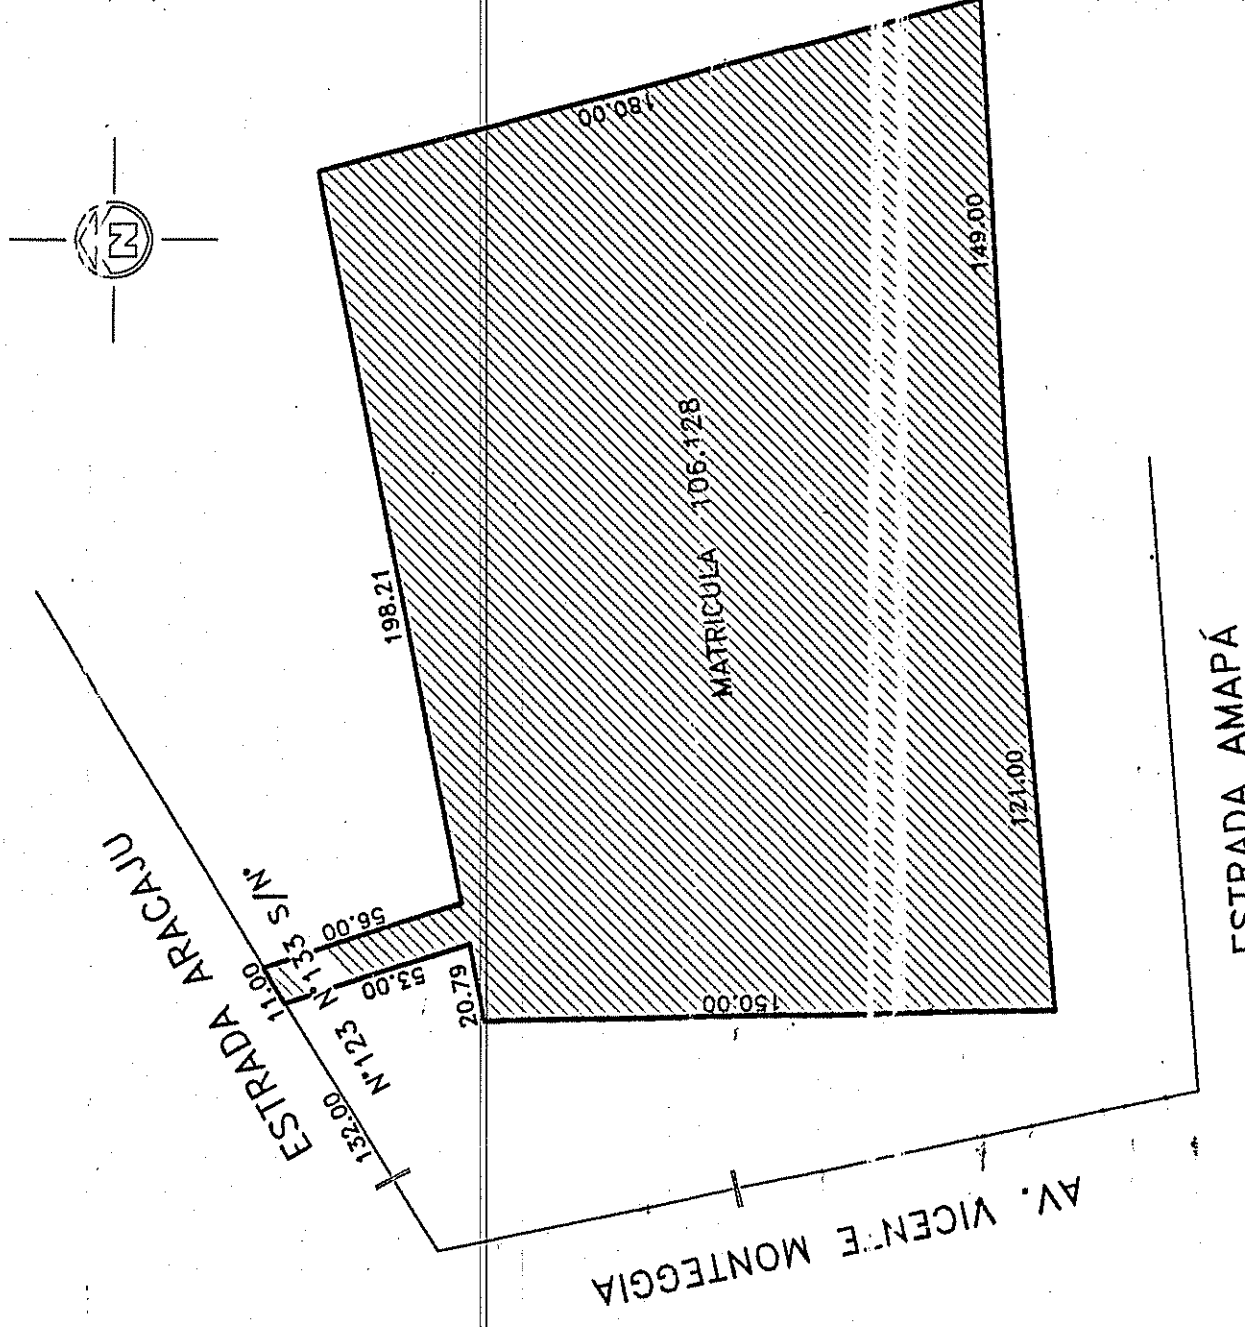 N
ESTRADA ARACAJU
11.00
N°133 S/N°
N°123
132.00
56.00
53.00
20.79
198.21
180.00
149.00
121.00
150.00
MATRICULA 106.128
AV. VICENTE MONTEGGIA
ESTRADA AMAPÁ